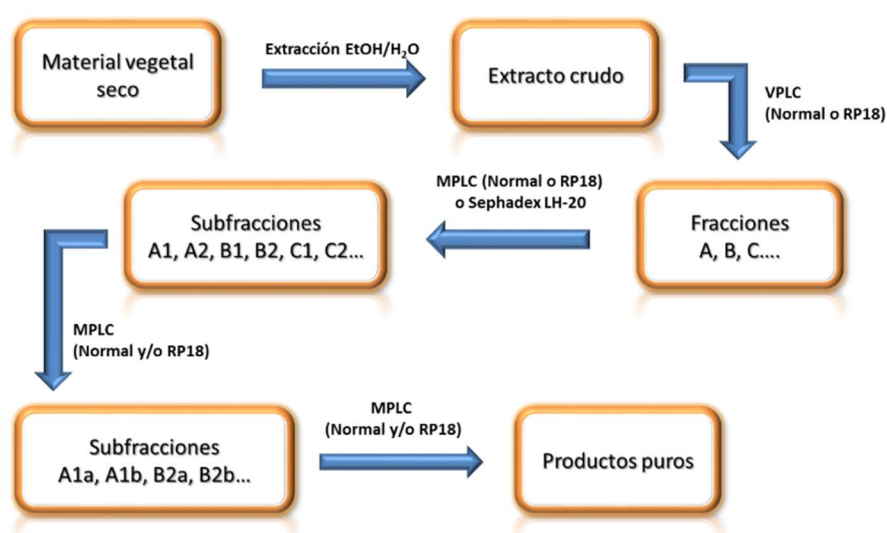 Material vegetal
seco
Extracción EtOH/H₂O
Extracto crudo
VPLC
(Normal o RP18)
Fracciones
A, B, C....
MPLC (Normal o RP18)
o Sephadex LH-20
Subfracciones
A1, A2, B1, B2, C1, C2...
MPLC
(Normal y/o RP18)
Subfracciones
A1a, A1b, B2a, B2b...
MPLC
(Normal y/o RP18)
Productos puros